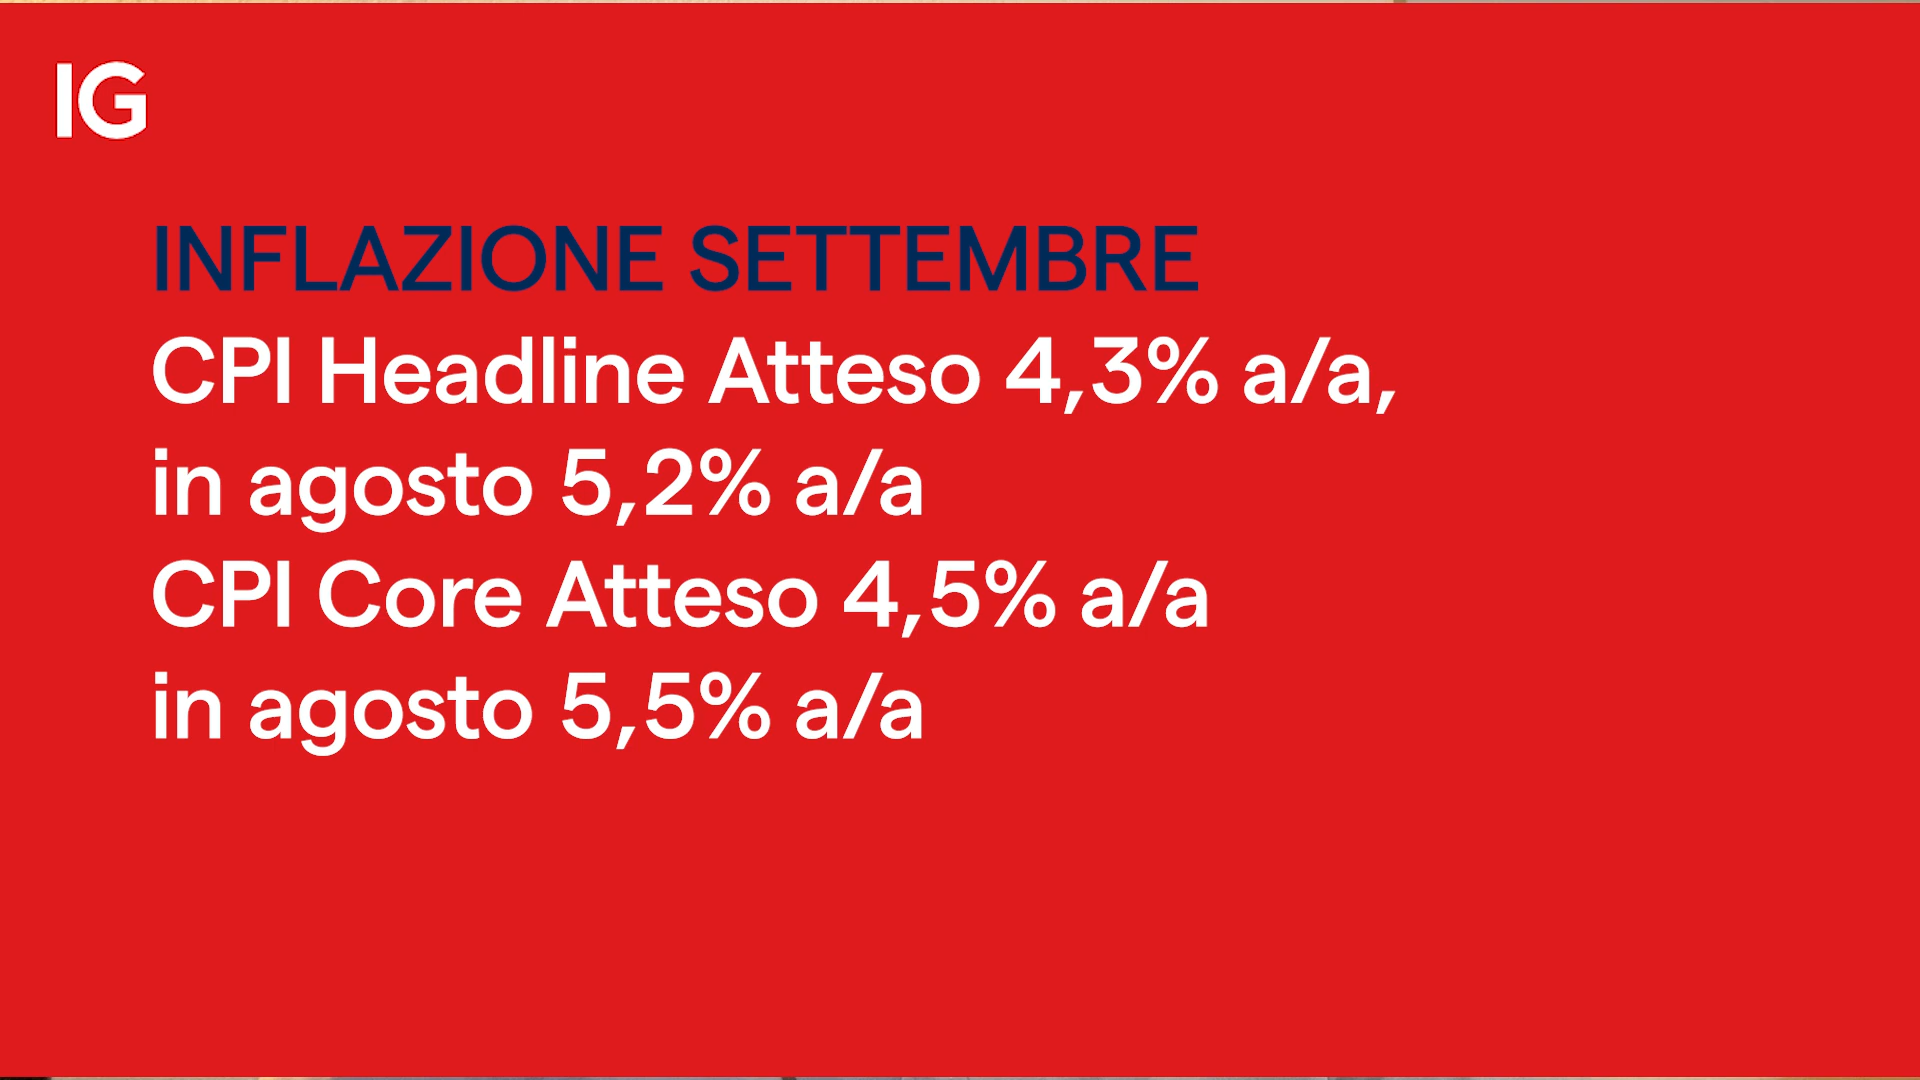 IG
INFLAZIONE SETTEMBRE
CPI Headline Atteso 4,3% a/a,
in agosto 5,2% a/a
CPI Core Atteso 4,5% a/a
in agosto 5,5% a/a